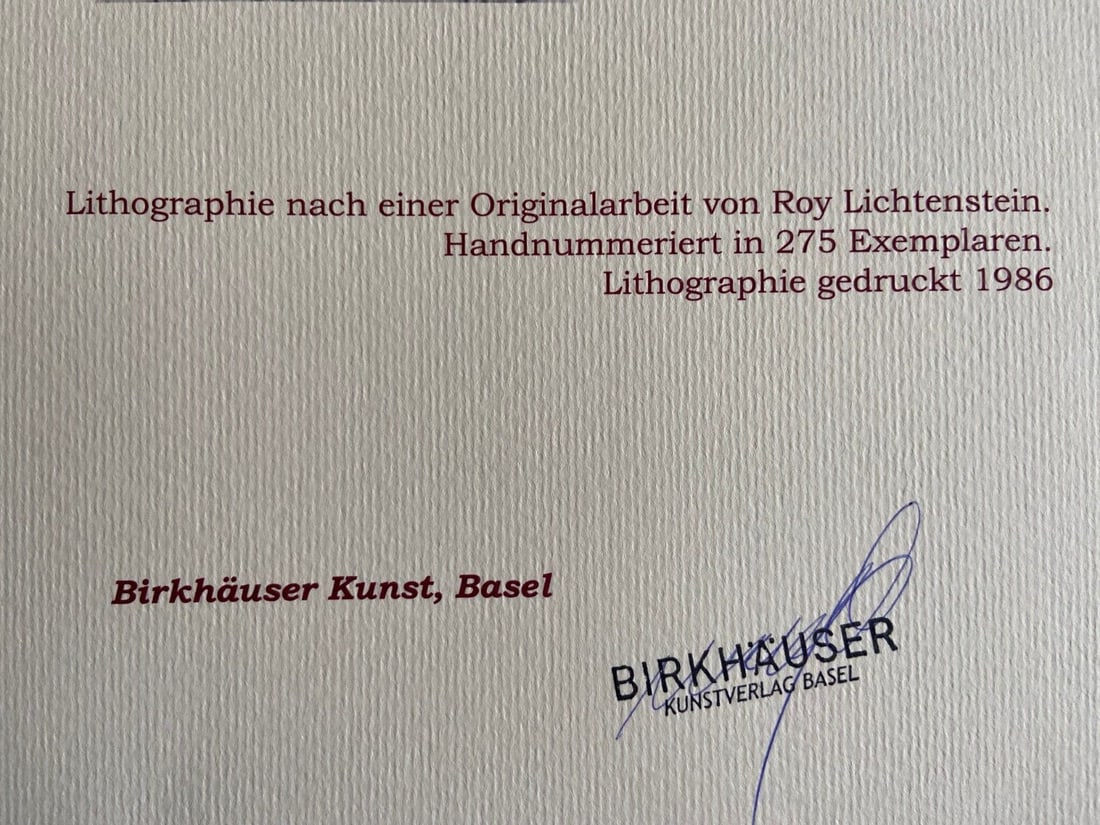 Lithographie nach einer Originalarbeit von Roy Lichtenstein.
Handnummeriert in 275 Exemplaren.
Lithographie gedruckt 1986
Birkhäuser Kunst, Basel
BIRKHÄUSER
KUNSTVERLAG BASEL